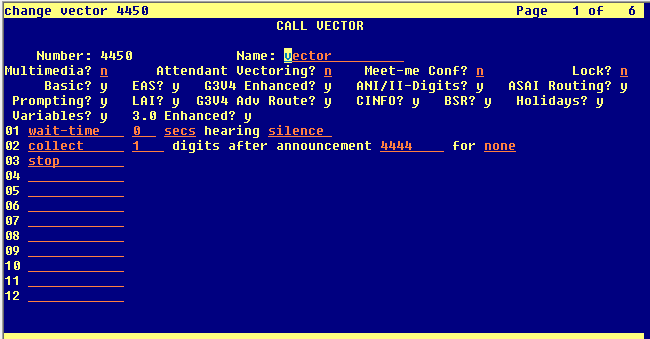 change vector 4450 Page 1 of 6
CALL VECTOR
Number: 4450 Name: vector
Multimedia? n Attendant Vectoring? n Meet-me Conf? n Lock? n
Basic? y EAS? y G3V4 Enhanced? y ANI/II-Digits? y ASAI Routing? y
Prompting? y LAI? y G3V4 Adv Route? y CINFO? y BSR? y Holidays? y
Variables? y 3.0 Enhanced? y
01 wait-time 0 secs hearing silence
02 collect 1 digits after announcement 4444 for none
03 stop
04
05
06
07
08
09
10
11
12